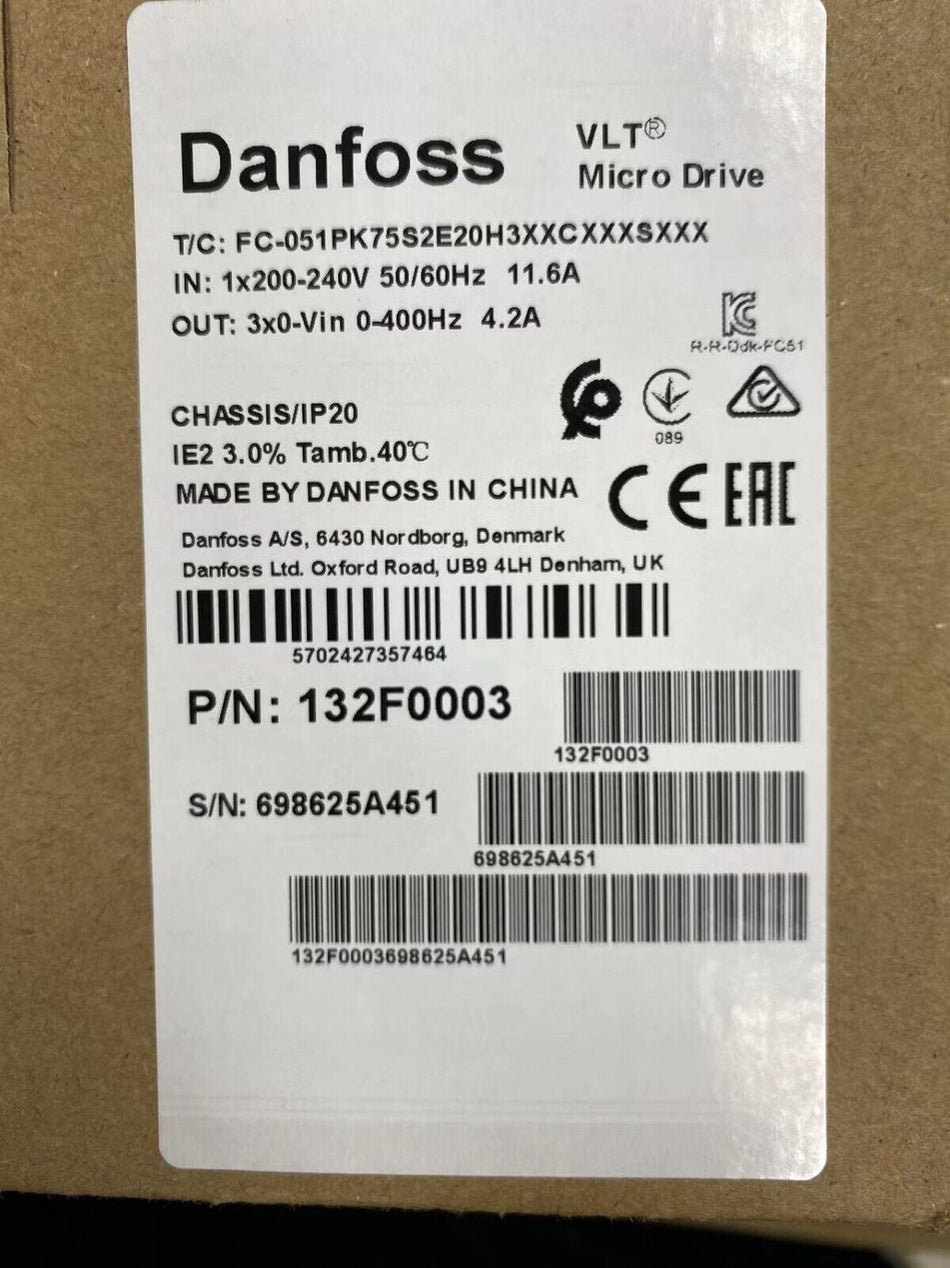 Danfoss
VLT®
Micro Drive
T/C: FC-051PK75S2E20H3XXCXXXSXXX
IN: 1x200-240V 50/60Hz 11.6A
OUT: 3x0-Vin 0-400Hz 4.2A
R-R-Ddk-FC51
CHASSIS/IP20
089
IE2 3.0% Tamb.40℃
MADE BY DANFOSS IN CHINA
CE EAC
Danfoss A/S, 6430 Nordborg, Denmark
Danfoss Ltd. Oxford Road, UB9 4LH Denham, UK
5702427357464
P/N: 132F0003
132F0003
S/N: 698625A451
698625A451
132F0003698625A451